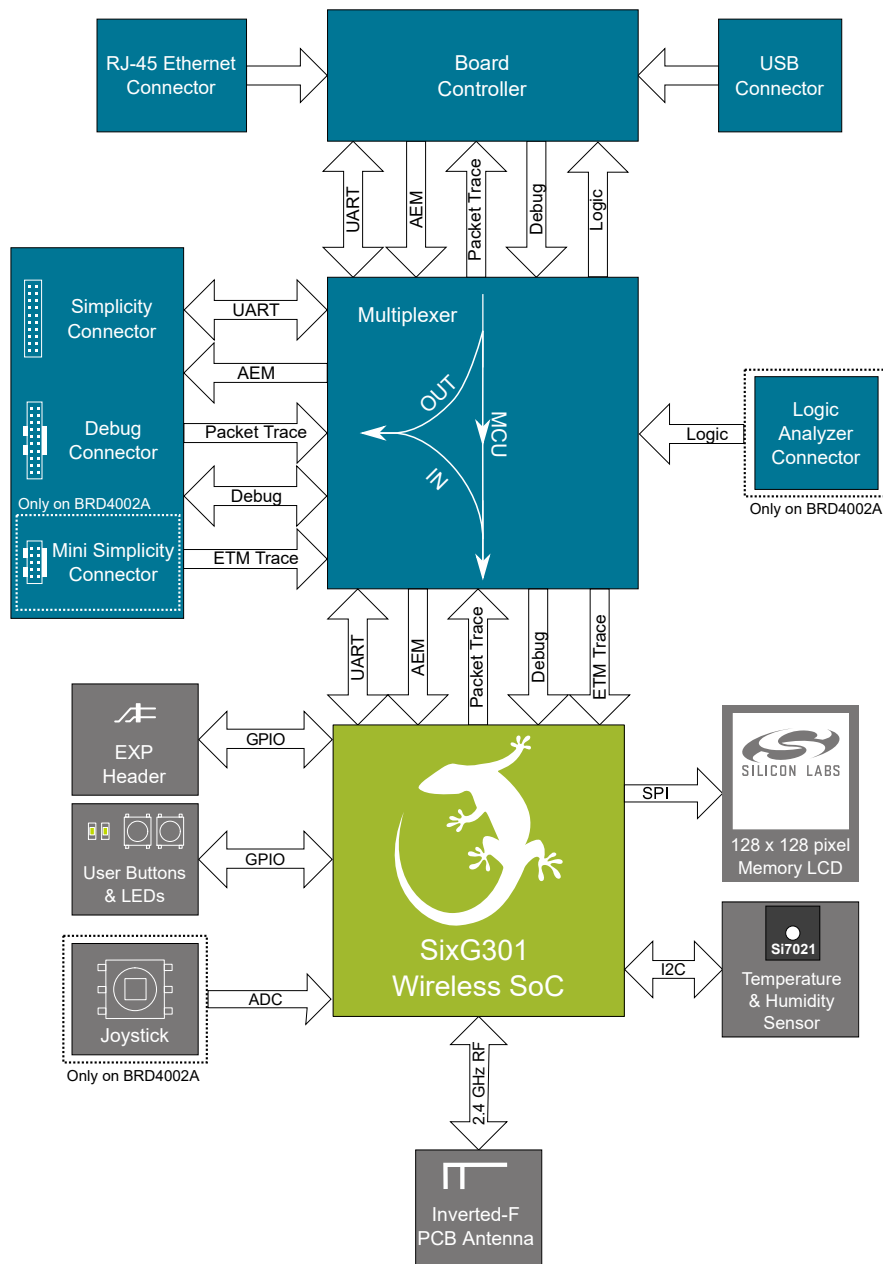 RJ-45 Ethernet
Connector
Board
Controller
USB
Connector
UART
AEM
Packet Trace
Debug
Logic
Simplicity
Connector
UART
Multiplexer
AEM
OUT
MCU
IN
Debug
Connector
Packet Trace
Logic
Logic
Analyzer
Connector
Only on BRD4002A
Debug
Only on BRD4002A
Mini Simplicity
Connector
ETM Trace
UART
AEM
Packet Trace
Debug
ETM Trace
EXP
Header
GPIO
SILICON LABS
SPI
128 x 128 pixel
Memory LCD
User Buttons
& LEDs
GPIO
SixG301
Wireless SoC
Si7021
I2C
Temperature
& Humidity
Sensor
Joystick
ADC
Only on BRD4002A
2.4 GHz RF
Inverted-F
PCB Antenna